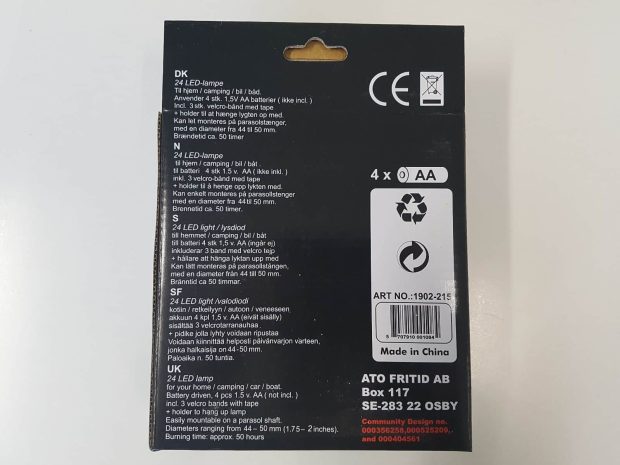 DK
24 LED-lampe
Til hjem / camping / bil / båd.
Anvender 4 stk. 1,5V AA batterier ( ikke incl. )
Incl. 3 stk. velcro-bånd med tape
+ holder til at hænge lygten op med.
Kan let monteres på parasolstænger,
med en diameter fra 44 til 50 mm.
Brændetid ca. 50 timer
N
24 LED-lampe
til hjem / camping / bil / båt .
til batteri 4 stk 1.5 v. AA ( ikke inkl. )
inkl. 3 velcro-bånd med tape
+ holder til å henge opp lykten med.
Kan enkelt monteres på parasollstenger
med en diameter fra 44 til 50 mm.
Brennetid ca. 50 timer.
S
24 LED light / lysdiod
till hemmet / camping / bil / båt
till batteri 4 stk 1,5 v. AA (ingår ej)
inkluderar 3 band med velcro tejp
+ hållare att hänga lyktan upp med
Kan lätt monteras på parasollstången,
med en diameter från 44 till 50 mm.
Bränntid ca 50 timmar.
SF
24 LED light /valodiodi
kotiin / retkeilyyn / autoon / veneeseen
akkuun 4 kpl 1,5 v. AA (eivät sisälly)
sisältää 3 velcrotarranauhaa
+ pidike jolla lyhty voidaan ripustaa
Voidaan kiinnittää helposti päivänvarjon varteen,
jonka halkaisija on 44-50 mm.
Paloaika n. 50 tuntia.
UK
24 LED lamp
for your home / camping / car / boat.
Battery driven, 4 pcs 1.5 v. AA ( not incl. )
incl. 3 velcro bands with tape
+ holder to hang up lamp
Easily mountable on a parasol shaft.
Diameters ranging from 44 – 50 mm (1.75 – 2 inches).
Burning time: approx. 50 hours
CE
4 x AA
ART NO.:1902-215
5 707910 001084
Made in China
ATO FRITID AB
Box 117
SE-283 22 OSBY
Community Design no.
000356258,000525209,.
and 000404561